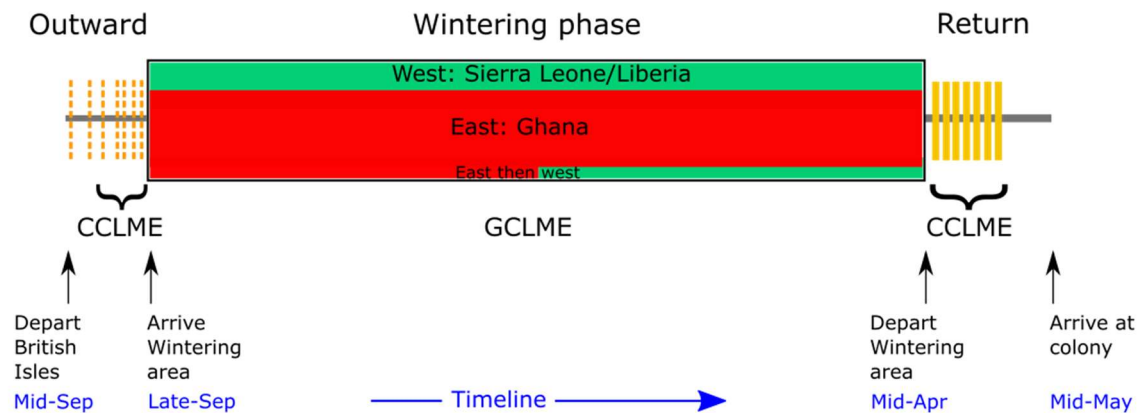 Outward
Wintering phase
Return
West: Sierra Leone/Liberia
East: Ghana
East then west
CCLME
GCLME
CCLME
Depart
British
Isles
Mid-Sep
Arrive
Wintering
area
Late-Sep
Timeline
Depart
Wintering
area
Mid-Apr
Arrive at
colony
Mid-May